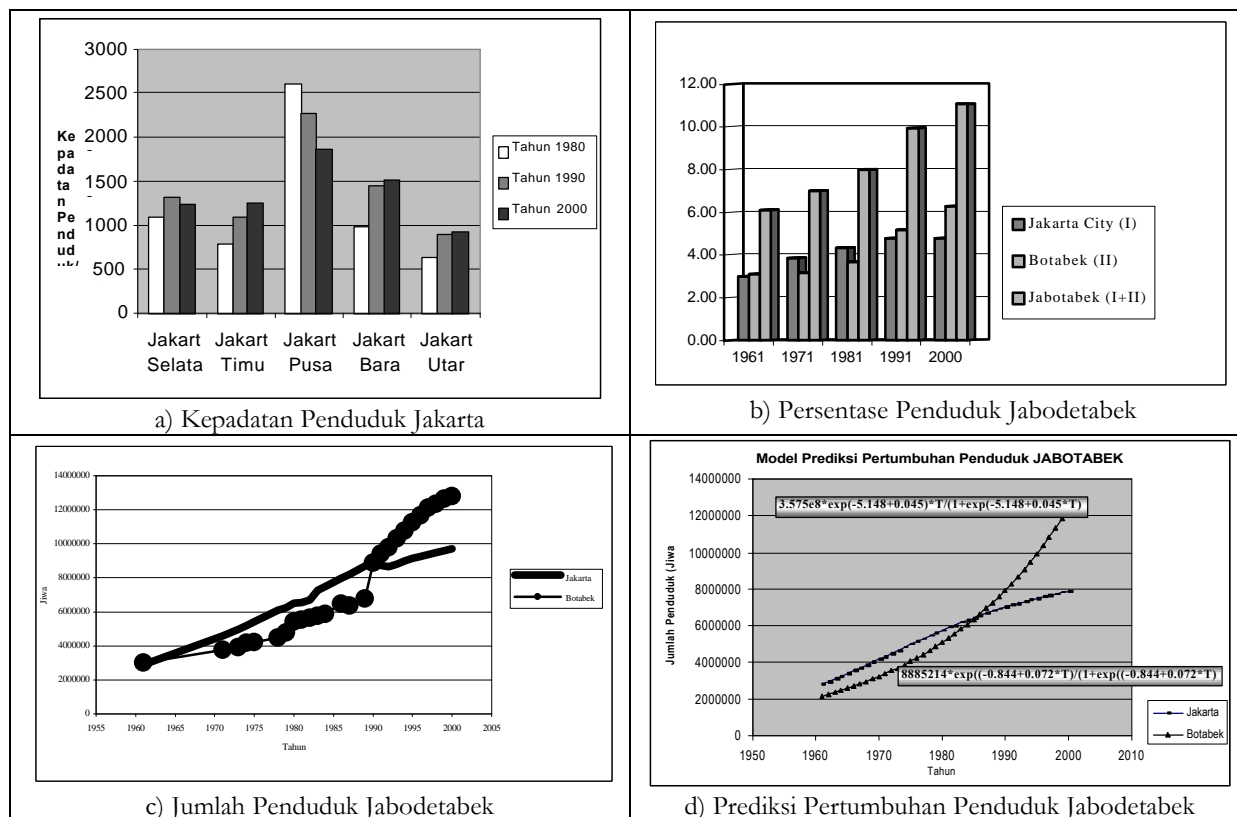 3000
2500
2000
1500
1000
500
0
Ke
pa
da
ta
n
Pe
nd
ud
uk/
Jakart
Selata
Jakart
Timu
Jakart
Pusa
Jakart
Bara
Jakart
Utar
Tahun 1980
Tahun 1990
Tahun 2000
a) Kepadatan Penduduk Jakarta
12.00
10.00
8.00
6.00
4.00
2.00
0.00
1961 1971 1981 1991 2000
Jakarta City (I)
Botabek (II)
Jabotabek (I+II)
b) Persentase Penduduk Jabodetabek
14000000
12000000
10000000
8000000
6000000
4000000
2000000
0
Jiwa
1955 1960 1965 1970 1975 1980 1985 1990 1995 2000 2005
Tahun
Jakarta
Botabek
c) Jumlah Penduduk Jabodetabek
Model Prediksi Pertumbuhan Penduduk JABOTABEK
14000000
12000000
10000000
8000000
6000000
4000000
2000000
0
Jumlah Penduduk (Jiwa
3.575e8*exp(-5.148+0.045)*T/(1+exp(-5.148+0.045*T)
8885214*exp((-0.844+0.072*T)/(1+exp((-0.844+0.072*T)
1950 1960 1970 1980 1990 2000 2010
Tahun
Jakarta
Botabek
d) Prediksi Pertumbuhan Penduduk Jabodetabek